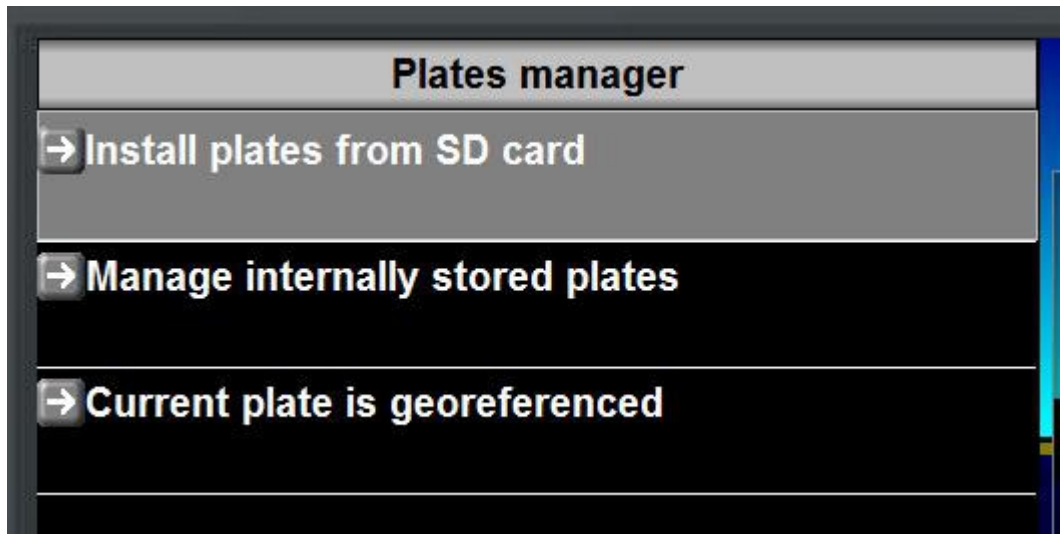 Plates manager
Install plates from SD card
Manage internally stored plates
Current plate is georeferenced